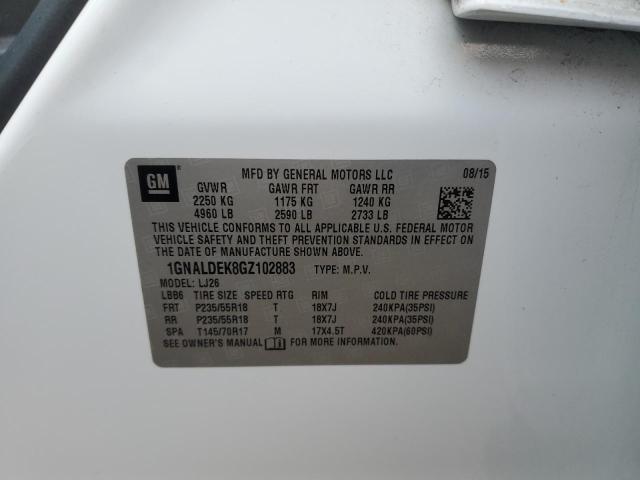 GM ® MFD BY GENERAL MOTORS LLC 08/15
GVWR GAWR FRT GAWR RR
2250 KG 1175 KG 1240 KG
4960 LB 2590 LB 2733 LB
THIS VEHICLE CONFORMS TO ALL APPLICABLE U.S. FEDERAL MOTOR
VEHICLE SAFETY AND THEFT PREVENTION STANDARDS IN EFFECT ON
THE DATE OF MANUFACTURE SHOWN ABOVE.
1GNALDEK8GZ102883 TYPE: M.P.V.
MODEL: LJ26
LBB6 TIRE SIZE SPEED RTG RIM COLD TIRE PRESSURE
FRT P235/55R18 T 18X7J 240KPA(35PSI)
RR P235/55R18 T 18X7J 240KPA(35PSI)
SPA T145/70R17 M 17X4.5T 420KPA(60PSI)
SEE OWNER'S MANUAL FOR MORE INFORMATION.